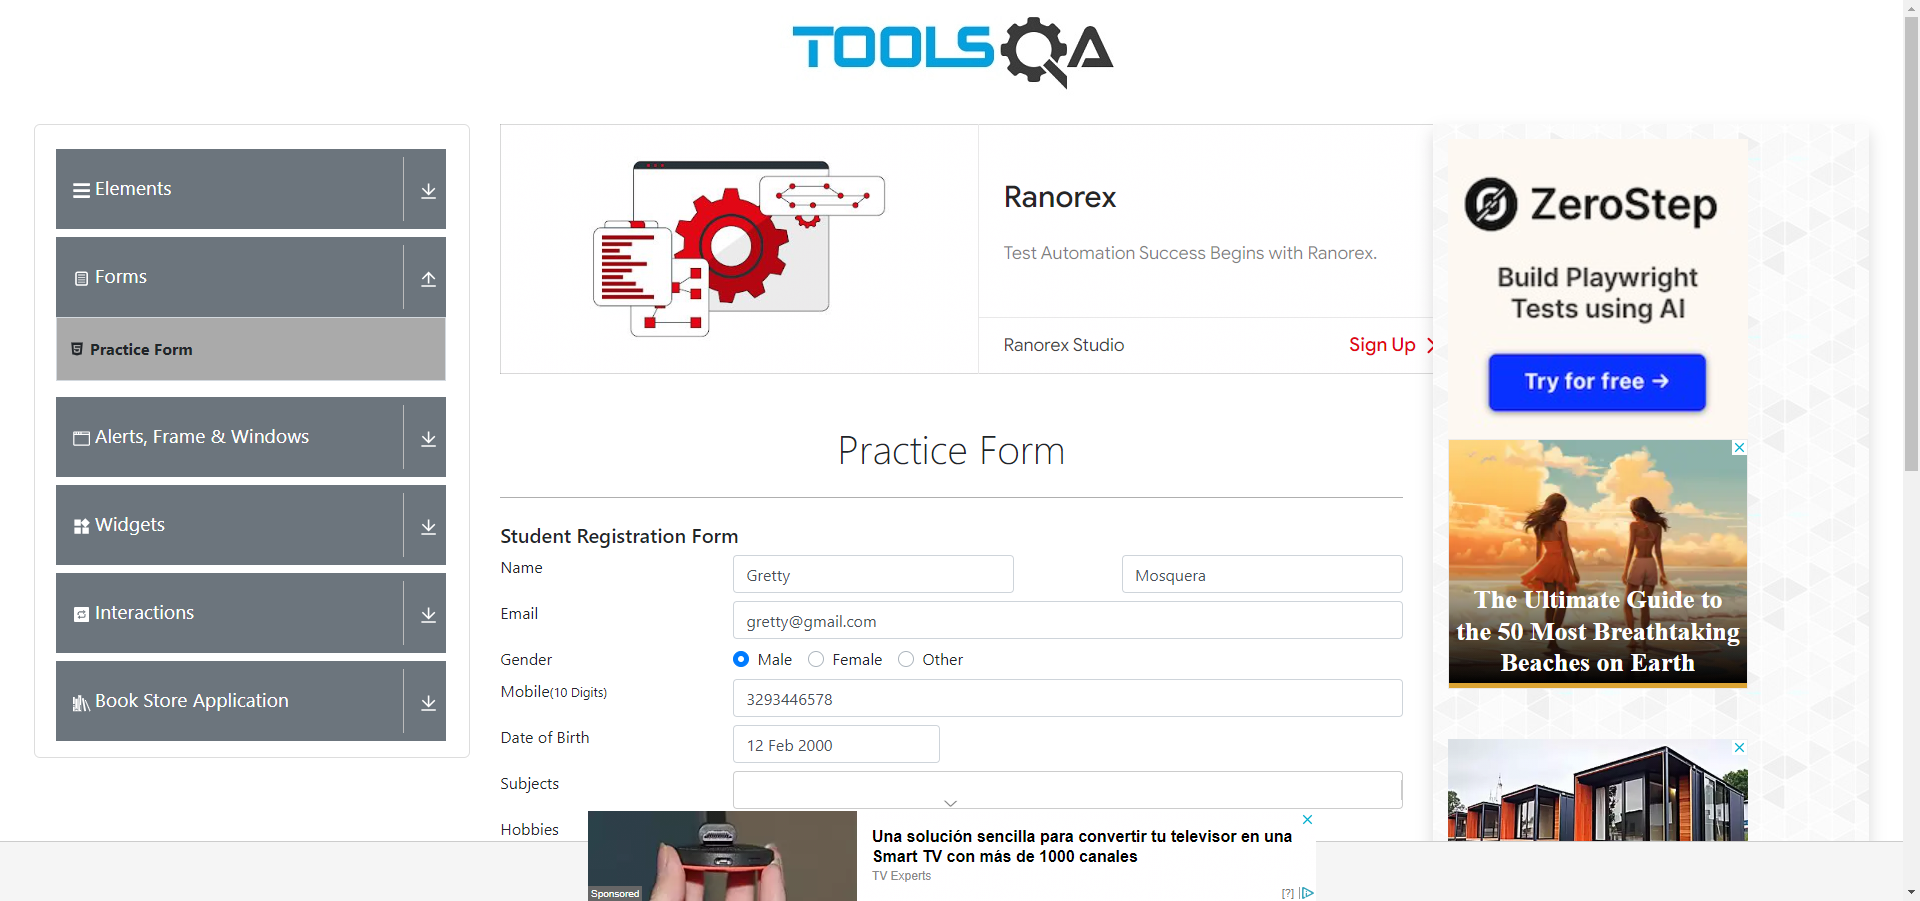 TOOLSQA
Elements
Forms
Practice Form
Alerts, Frame & Windows
Widgets
Interactions
Book Store Application
Ranorex
Test Automation Success Begins with Ranorex.
Ranorex Studio
Sign Up
Practice Form
Student Registration Form
Name
Gretty
Mosquera
Email
gretty@gmail.com
Gender
Male
Female
Other
Mobile(10 Digits)
3293446578
Date of Birth
12 Feb 2000
Subjects
Hobbies
ZeroStep
Build Playwright
Tests using AI
Try for free →
The Ultimate Guide to
the 50 Most Breathtaking
Beaches on Earth
Una solución sencilla para convertir tu televisor en una
Smart TV con más de 1000 canales
TV Experts
Sponsored
[?]